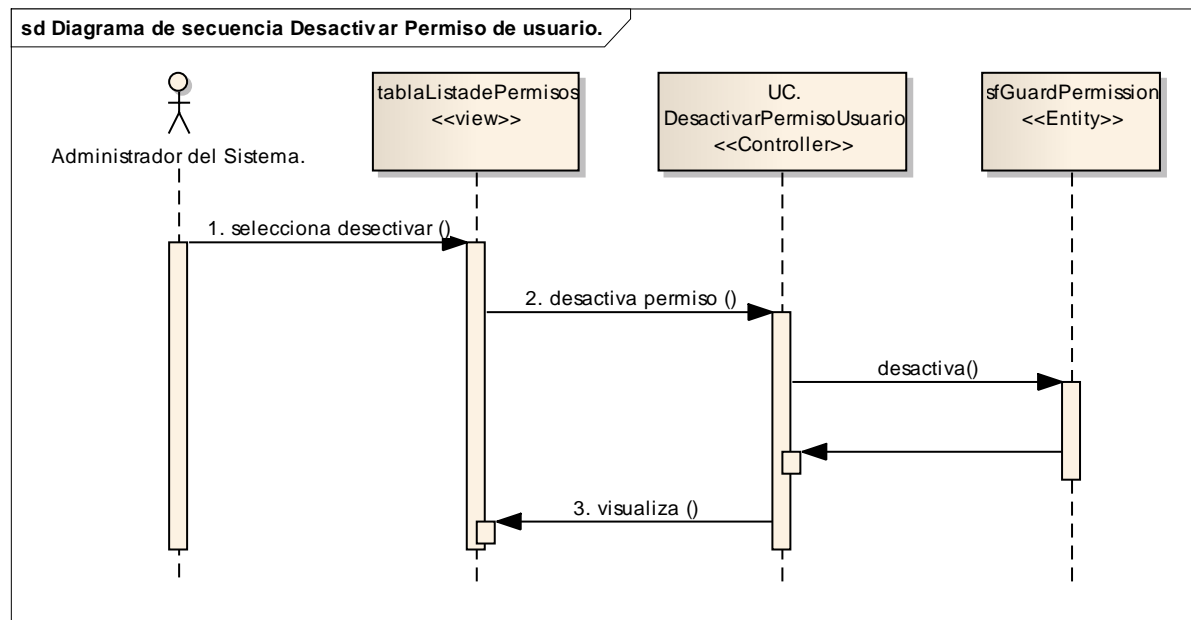 sd Diagrama de secuencia Desactivar Permiso de usuario.
Administrador del Sistema.
tablaListadePermisos
<<view>>
UC.
DesactivarPermisoUsuario
<<Controller>>
sfGuardPermission
<<Entity>>
1. selecciona desectivar ()
2. desactiva permiso ()
desactiva()
3. visualiza ()